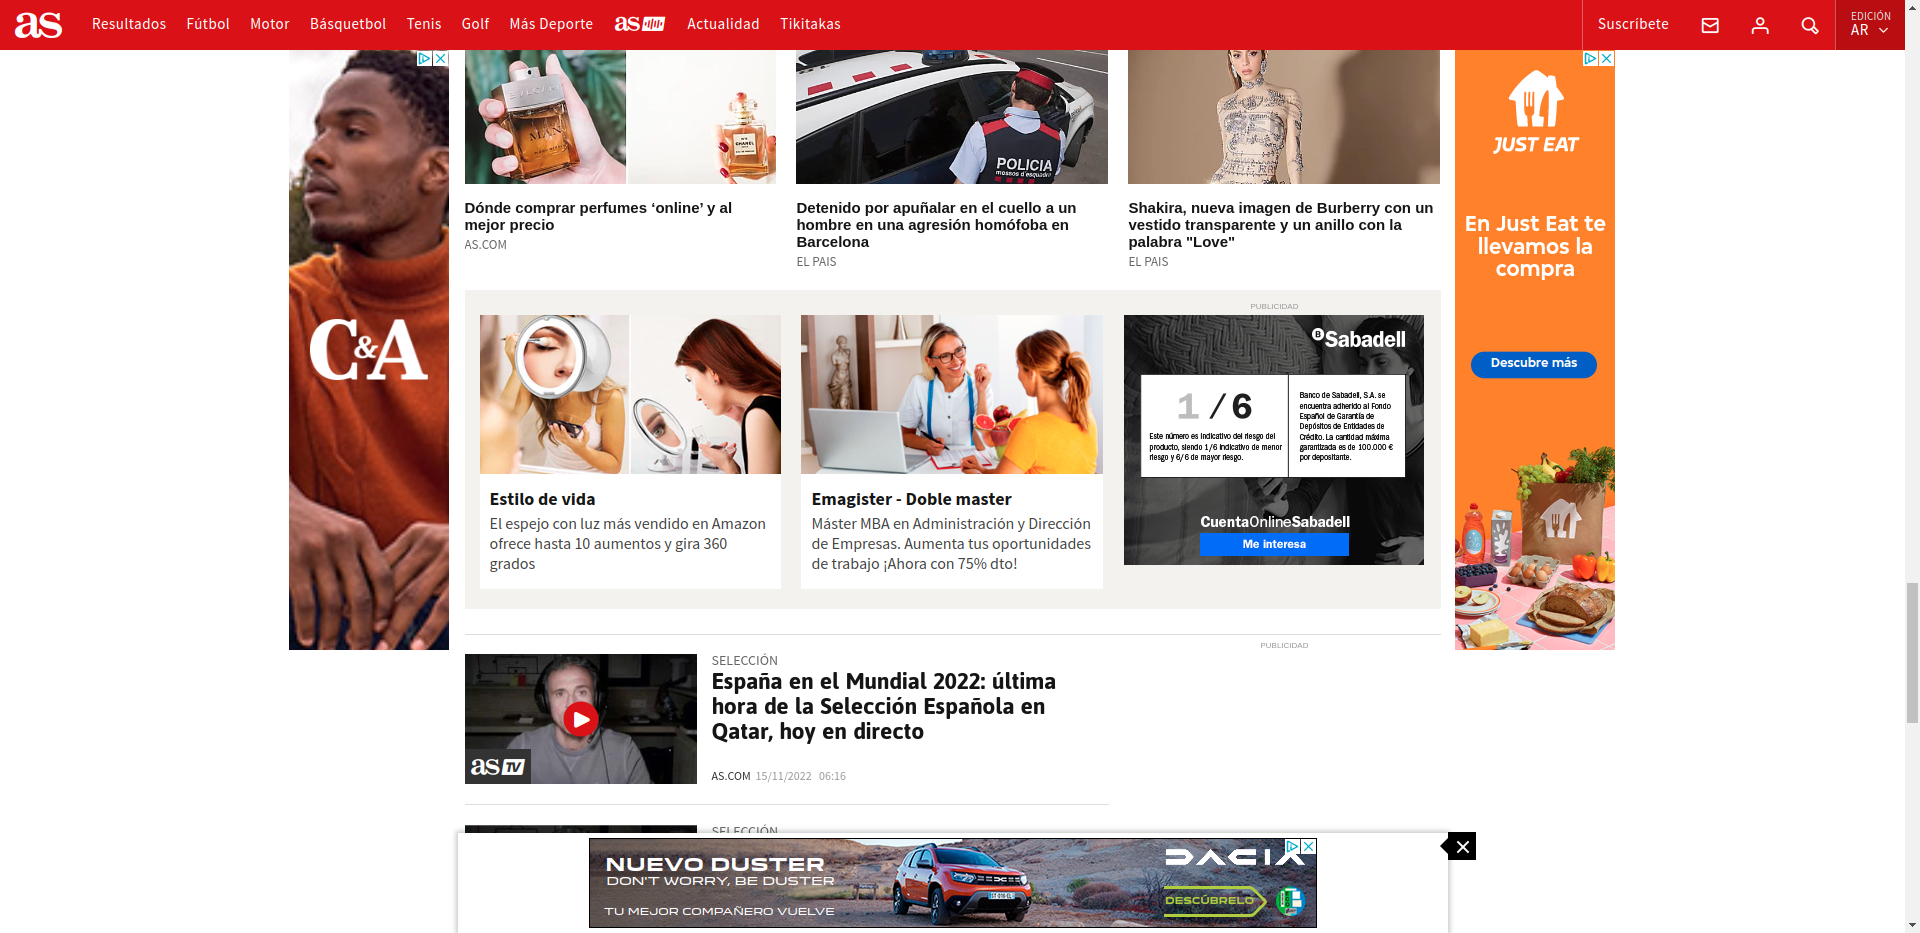 as
Resultados
Fútbol
Motor
Básquetbol
Tenis
Golf
Más Deporte
as
Actualidad
Tikitakas
Suscríbete
EDICIÓN
AR
C&A
MAN
CHANEL
Dónde comprar perfumes ‘online’ y al
mejor precio
AS.COM
POLICIA
mossos d'esquadra
Detenido por apuñalar en el cuello a un
hombre en una agresión homófoba en
Barcelona
EL PAIS
Shakira, nueva imagen de Burberry con un
vestido transparente y un anillo con la
palabra "Love"
EL PAIS
JUST EAT
En Just Eat te
llevamos la
compra
Descubre más
Estilo de vida
El espejo con luz más vendido en Amazon
ofrece hasta 10 aumentos y gira 360
grados
Emagister - Doble master
Máster MBA en Administración y Dirección
de Empresas. Aumenta tus oportunidades
de trabajo ¡Ahora con 75% dto!
PUBLICIDAD
B Sabadell
1 / 6
Este número es indicativo del riesgo del
producto, siendo 1/6 indicativo de menor
riesgo y 6/6 de mayor riesgo.
Banco de Sabadell, S.A. se
encuentra adherido al Fondo
Español de Garantía de
Depósitos de Entidades de
Crédito. La cantidad máxima
garantizada es de 100.000 €
por depositante.
CuentaOnlineSabadell
Me interesa
PUBLICIDAD
as TV
SELECCIÓN
España en el Mundial 2022: última
hora de la Selección Española en
Qatar, hoy en directo
AS.COM 15/11/2022 06:16
SELECCIÓN
NUEVO DUSTER
DON'T WORRY, BE DUSTER
TU MEJOR COMPAÑERO VUELVE
DACIA
DESCÚBRELO